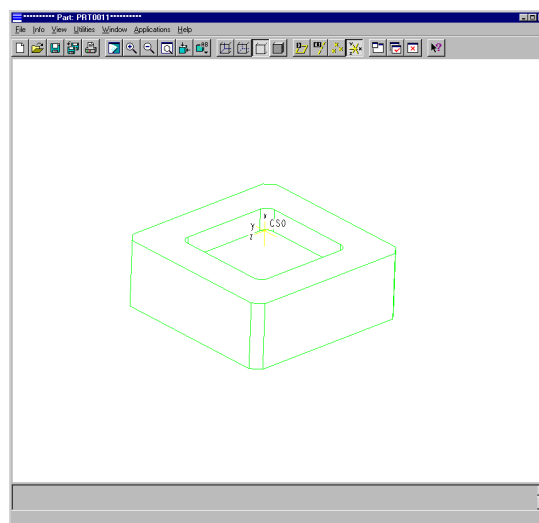 ********** Part: PRT0011**********
File Info View Utilities Window Applications Help
x
y CS0
z